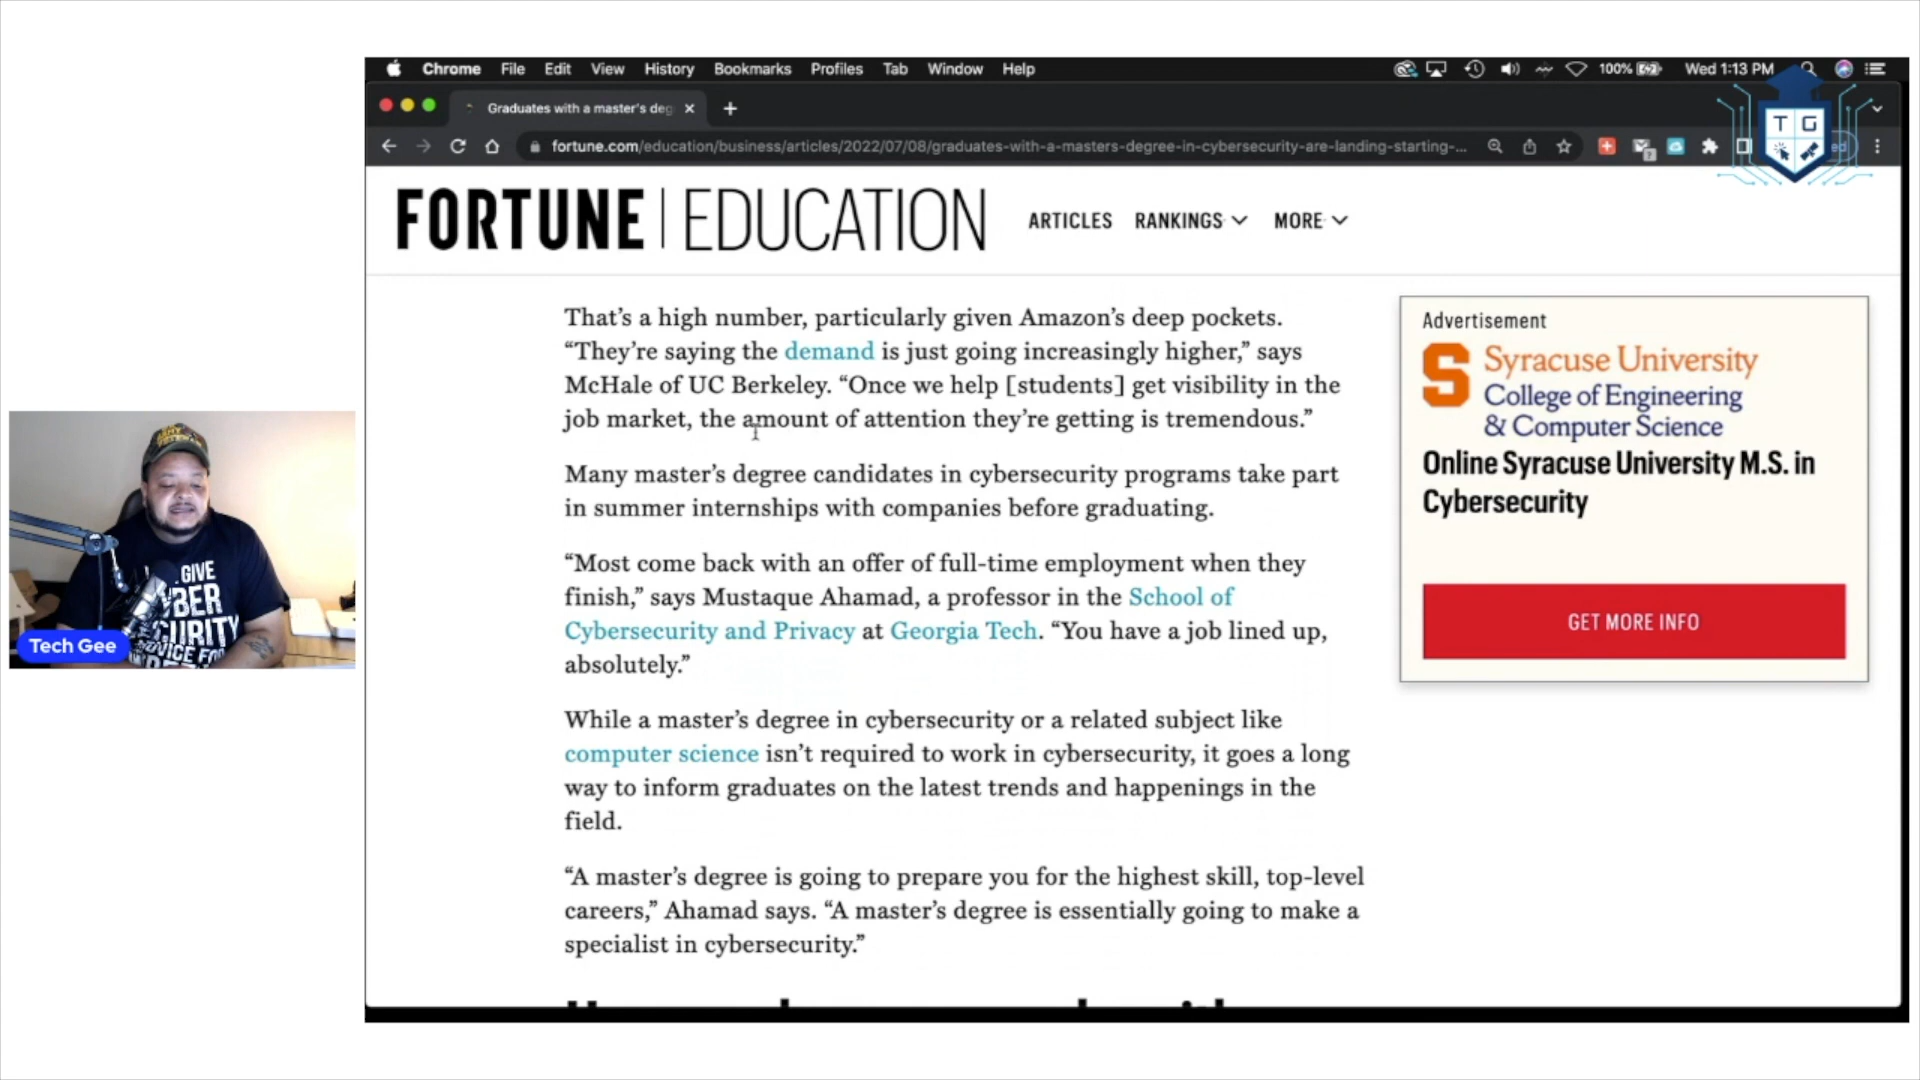 Chrome File Edit View History Bookmarks Profiles Tab Window Help 100% Wed 1:13 PM
Graduates with a master's deg
fortune.com/education/business/articles/2022/07/08/graduates-with-a-masters-degree-in-cybersecurity-are-landing-starting-...
T G
FORTUNE | EDUCATION ARTICLES RANKINGS MORE
That’s a high number, particularly given Amazon’s deep pockets.
“They’re saying the demand is just going increasingly higher,” says
McHale of UC Berkeley. “Once we help [students] get visibility in the
job market, the amount of attention they’re getting is tremendous.”
Many master’s degree candidates in cybersecurity programs take part
in summer internships with companies before graduating.
“Most come back with an offer of full-time employment when they
finish,” says Mustaque Ahamad, a professor in the School of
Cybersecurity and Privacy at Georgia Tech. “You have a job lined up,
absolutely.”
While a master’s degree in cybersecurity or a related subject like
computer science isn’t required to work in cybersecurity, it goes a long
way to inform graduates on the latest trends and happenings in the
field.
“A master’s degree is going to prepare you for the highest skill, top-level
careers,” Ahamad says. “A master’s degree is essentially going to make a
specialist in cybersecurity.”
Advertisement
S Syracuse University
College of Engineering
& Computer Science
Online Syracuse University M.S. in
Cybersecurity
GET MORE INFO
GIVE
Tech Gee